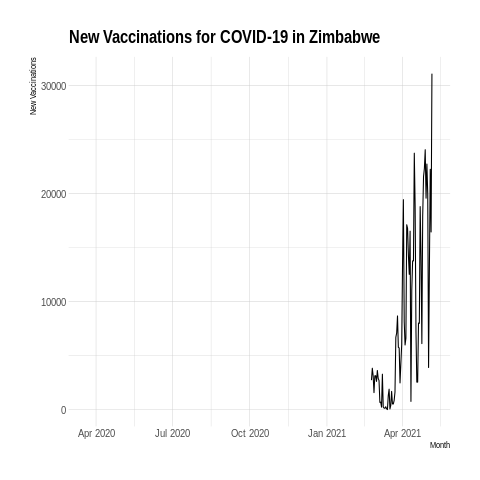 New Vaccinations for COVID-19 in Zimbabwe
New Vaccinations
30000
20000
10000
0
Apr 2020 Jul 2020 Oct 2020 Jan 2021 Apr 2021
Month